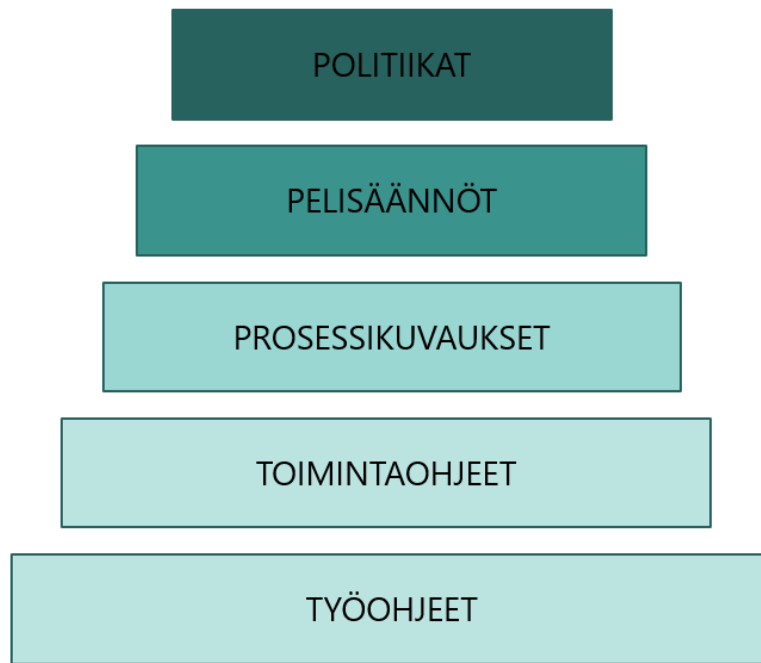 POLITIIKAT
PELISÄÄNNÖT
PROSESSIKUVAUKSET
TOIMINTAOHJEET
TYÖOHJEET